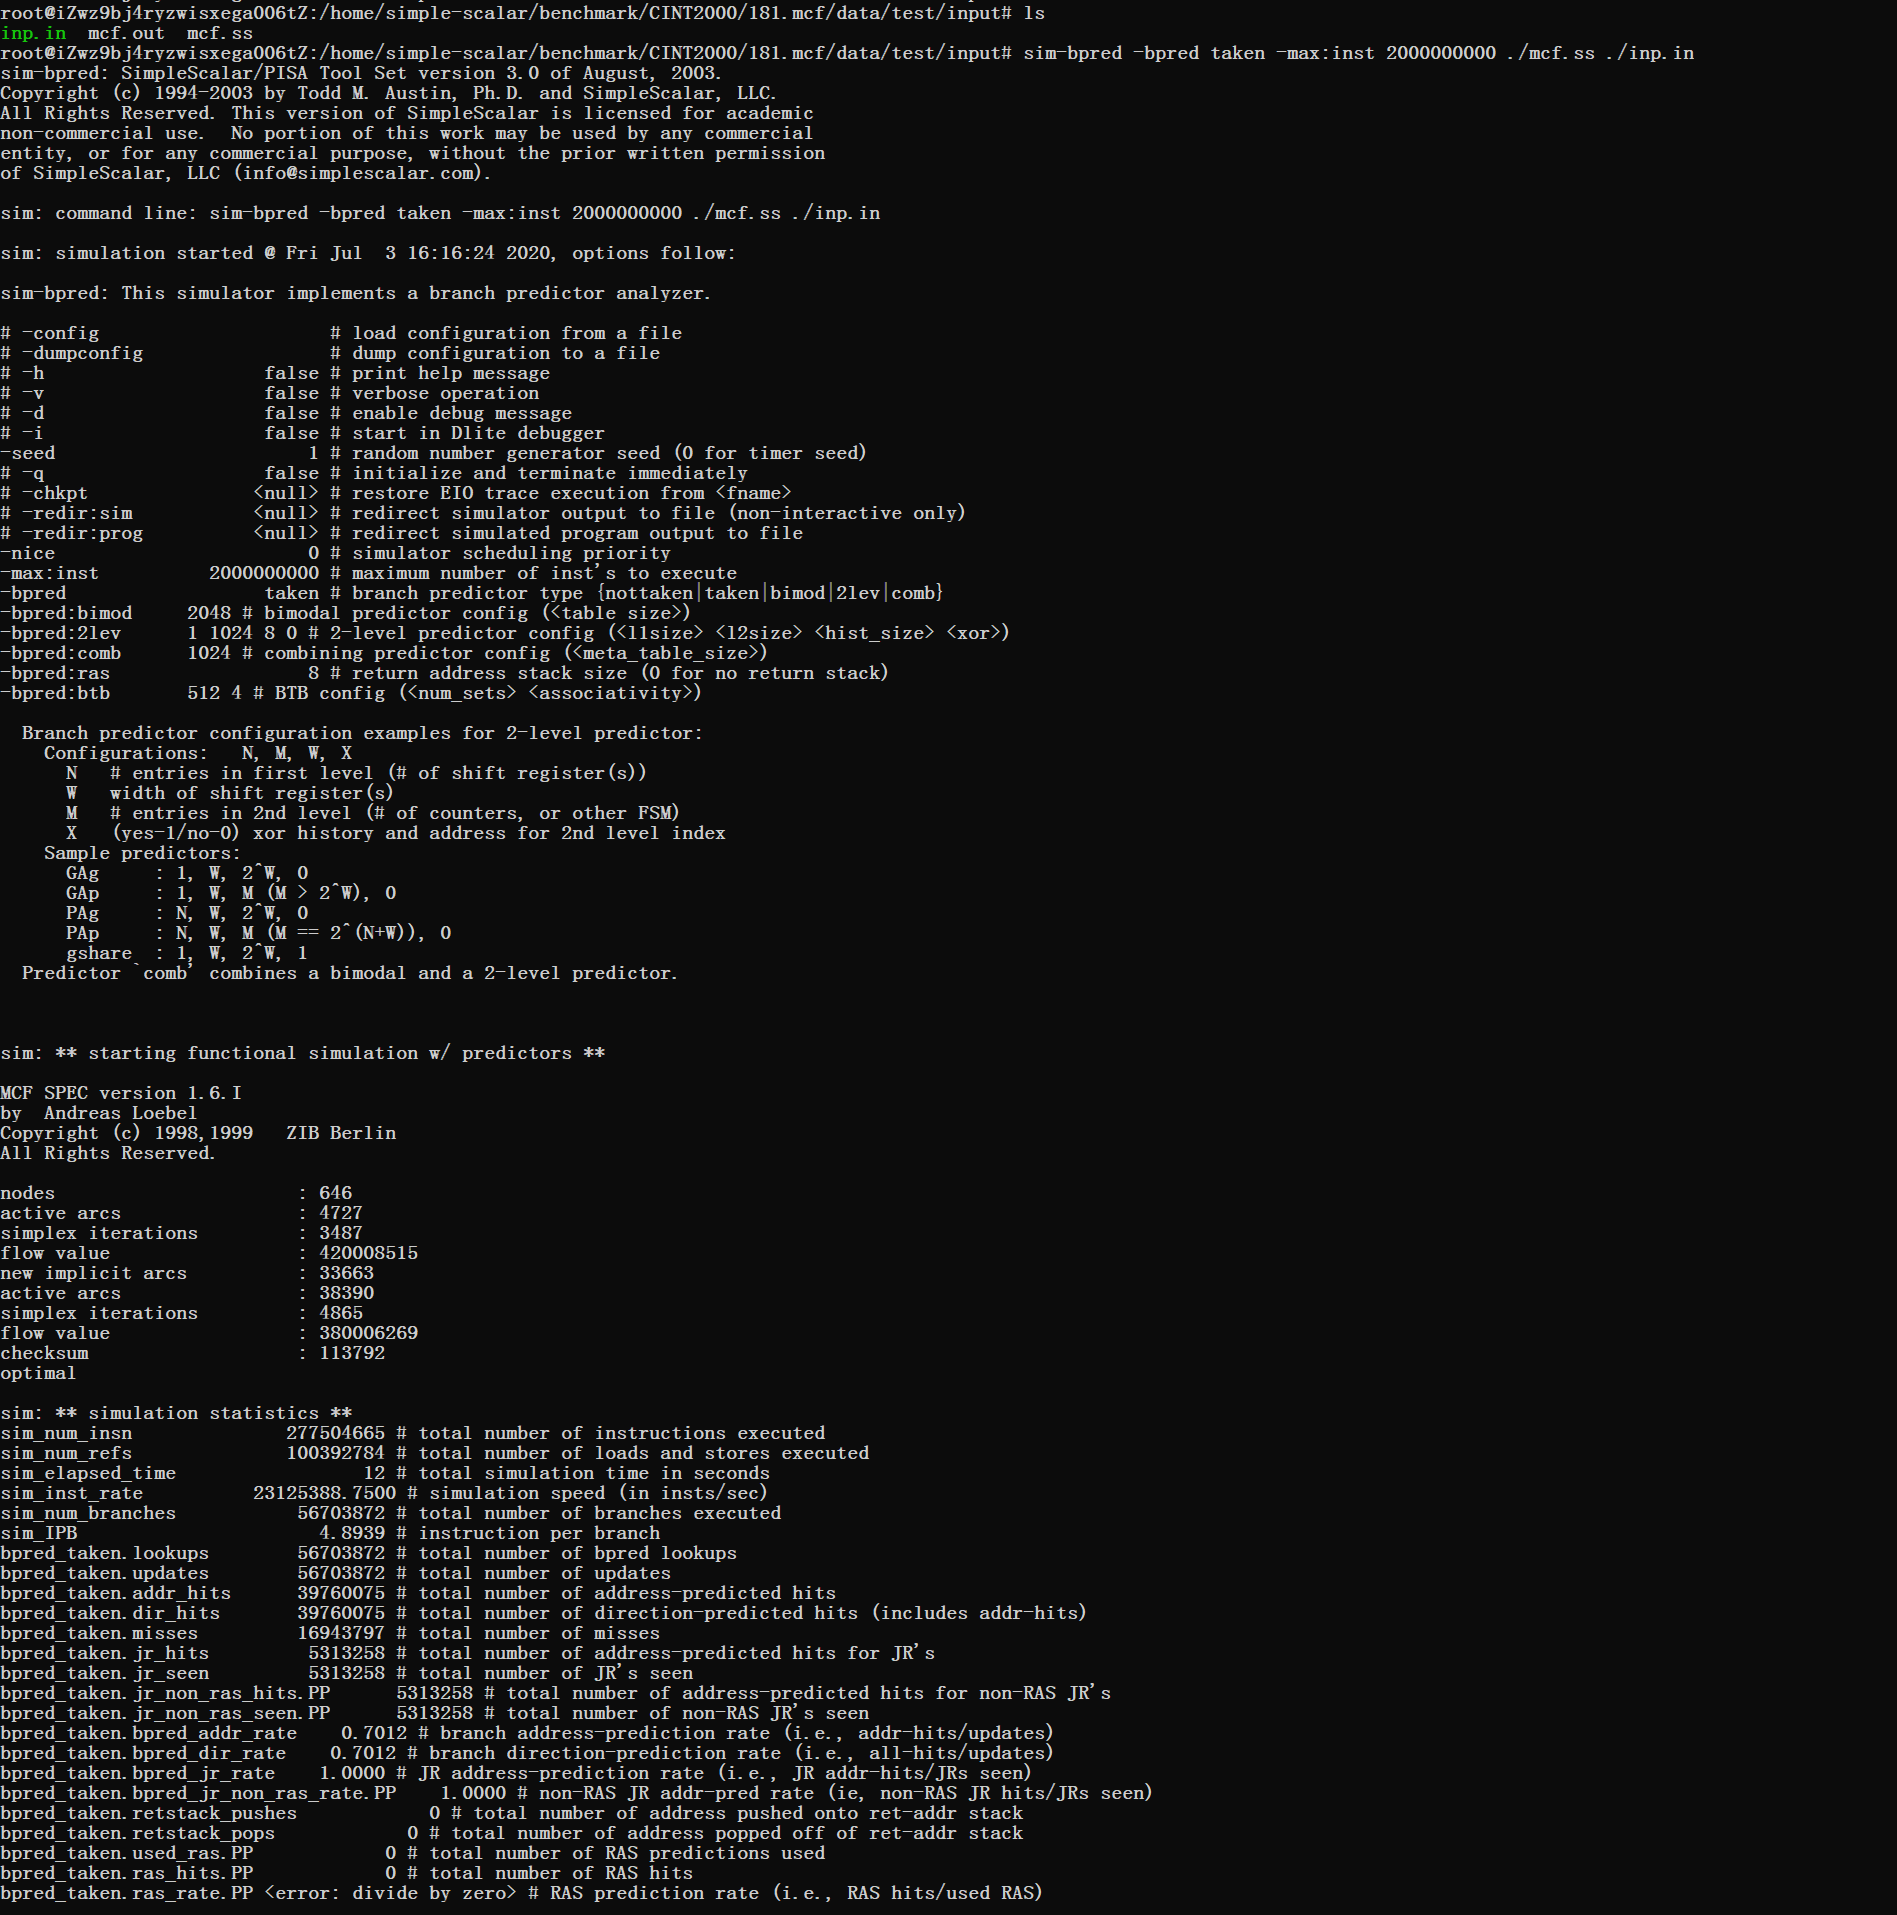 root@iZwz9bj4ryzwisxega006tZ:/home/simple-scalar/benchmark/CINT2000/181.mcf/data/test/input# ls
inp.in  mcf.out  mcf.ss
root@iZwz9bj4ryzwisxega006tZ:/home/simple-scalar/benchmark/CINT2000/181.mcf/data/test/input# sim-bpred -bpred taken -max:inst 2000000000 ./mcf.ss ./inp.in
sim-bpred: SimpleScalar/PISA Tool Set version 3.0 of August, 2003.
Copyright (c) 1994-2003 by Todd M. Austin, Ph.D. and SimpleScalar, LLC.
All Rights Reserved. This version of SimpleScalar is licensed for academic
non-commercial use.  No portion of this work may be used by any commercial
entity, or for any commercial purpose, without the prior written permission
of SimpleScalar, LLC (info@simplescalar.com).
sim: command line: sim-bpred -bpred taken -max:inst 2000000000 ./mcf.ss ./inp.in
sim: simulation started @ Fri Jul  3 16:16:24 2020, options follow:
sim-bpred: This simulator implements a branch predictor analyzer.
# -config                     # load configuration from a file
# -dumpconfig                 # dump configuration to a file
# -h                    false # print help message
# -v                    false # verbose operation
# -d                    false # enable debug message
# -i                    false # start in Dlite debugger
-seed                       1 # random number generator seed (0 for timer seed)
# -q                    false # initialize and terminate immediately
# -chkpt               <null> # restore EIO trace execution from <fname>
# -redir:sim           <null> # redirect simulator output to file (non-interactive only)
# -redir:prog          <null> # redirect simulated program output to file
-nice                       0 # simulator scheduling priority
-max:inst          2000000000 # maximum number of inst's to execute
-bpred                  taken # branch predictor type {nottaken|taken|bimod|2lev|comb}
-bpred:bimod     2048 # bimodal predictor config (<table size>)
-bpred:2lev      1 1024 8 0 # 2-level predictor config (<l1size> <l2size> <hist_size> <xor>)
-bpred:comb      1024 # combining predictor config (<meta_table_size>)
-bpred:ras                  8 # return address stack size (0 for no return stack)
-bpred:btb       512 4 # BTB config (<num_sets> <associativity>)
  Branch predictor configuration examples for 2-level predictor:
    Configurations:   N, M, W, X
      N   # entries in first level (# of shift register(s))
      W   width of shift register(s)
      M   # entries in 2nd level (# of counters, or other FSM)
      X   (yes-1/no-0) xor history and address for 2nd level index
    Sample predictors:
      GAg     : 1, W, 2^W, 0
      GAp     : 1, W, M (M > 2^W), 0
      PAg     : N, W, 2^W, 0
      PAp     : N, W, M (M == 2^(N+W)), 0
      gshare  : 1, W, 2^W, 1
  Predictor `comb' combines a bimodal and a 2-level predictor.
sim: ** starting functional simulation w/ predictors **
MCF SPEC version 1.6.I
by  Andreas Loebel
Copyright (c) 1998,1999   ZIB Berlin
All Rights Reserved.
nodes                      : 646
active arcs                : 4727
simplex iterations         : 3487
flow value                 : 420008515
new implicit arcs          : 33663
active arcs                : 38390
simplex iterations         : 4865
flow value                 : 380006269
checksum                   : 113792
optimal
sim: ** simulation statistics **
sim_num_insn              277504665 # total number of instructions executed
sim_num_refs              100392784 # total number of loads and stores executed
sim_elapsed_time                 12 # total simulation time in seconds
sim_inst_rate          23125388.7500 # simulation speed (in insts/sec)
sim_num_branches           56703872 # total number of branches executed
sim_IPB                      4.8939 # instruction per branch
bpred_taken.lookups        56703872 # total number of bpred lookups
bpred_taken.updates        56703872 # total number of updates
bpred_taken.addr_hits      39760075 # total number of address-predicted hits
bpred_taken.dir_hits       39760075 # total number of direction-predicted hits (includes addr-hits)
bpred_taken.misses         16943797 # total number of misses
bpred_taken.jr_hits         5313258 # total number of address-predicted hits for JR's
bpred_taken.jr_seen         5313258 # total number of JR's seen
bpred_taken.jr_non_ras_hits.PP      5313258 # total number of address-predicted hits for non-RAS JR's
bpred_taken.jr_non_ras_seen.PP      5313258 # total number of non-RAS JR's seen
bpred_taken.bpred_addr_rate    0.7012 # branch address-prediction rate (i.e., addr-hits/updates)
bpred_taken.bpred_dir_rate    0.7012 # branch direction-prediction rate (i.e., all-hits/updates)
bpred_taken.bpred_jr_rate    1.0000 # JR address-prediction rate (i.e., JR addr-hits/JRs seen)
bpred_taken.bpred_jr_non_ras_rate.PP    1.0000 # non-RAS JR addr-pred rate (ie, non-RAS JR hits/JRs seen)
bpred_taken.retstack_pushes            0 # total number of address pushed onto ret-addr stack
bpred_taken.retstack_pops            0 # total number of address popped off of ret-addr stack
bpred_taken.used_ras.PP            0 # total number of RAS predictions used
bpred_taken.ras_hits.PP            0 # total number of RAS hits
bpred_taken.ras_rate.PP <error: divide by zero> # RAS prediction rate (i.e., RAS hits/used RAS)